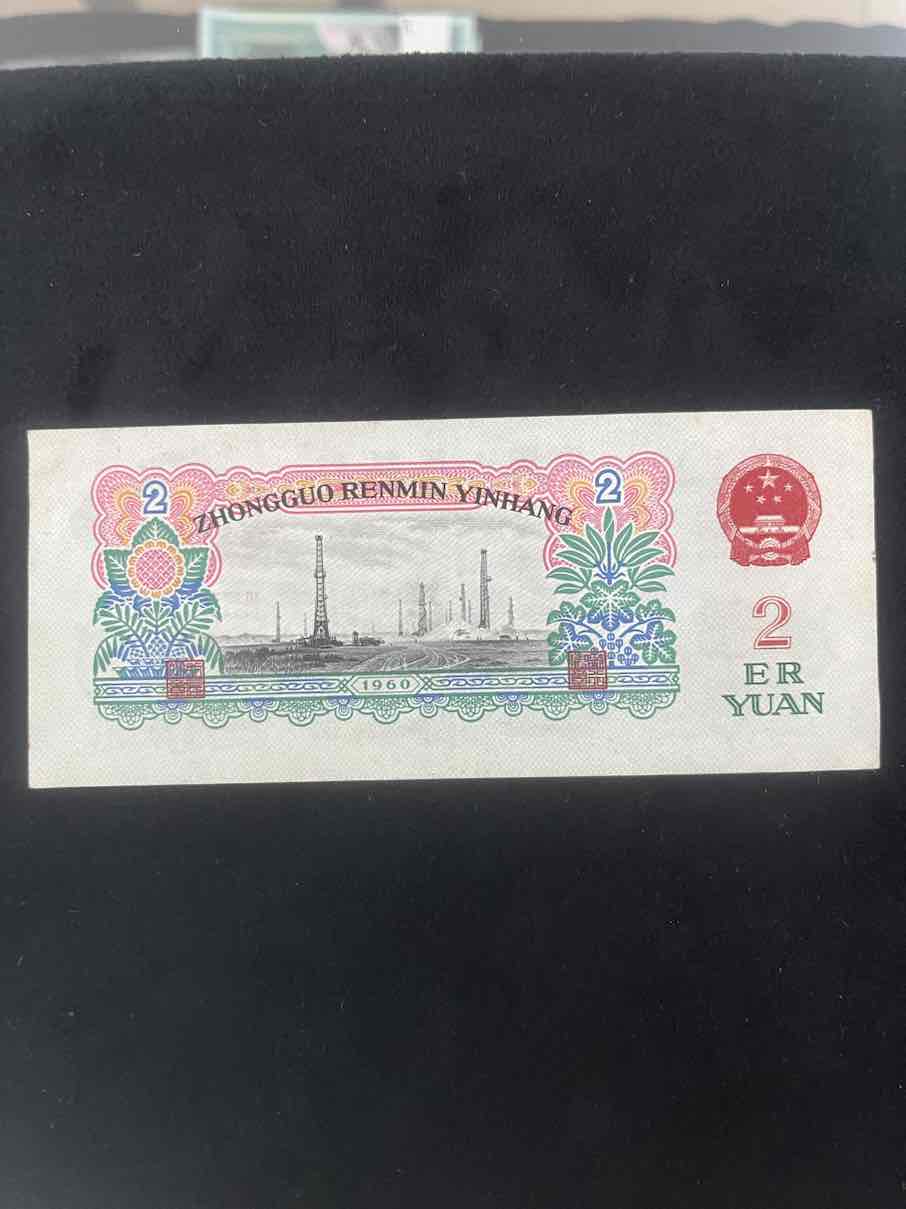 2
2
ZHONGGUO RENMIN YINHANG
2
ER
YUAN
1960